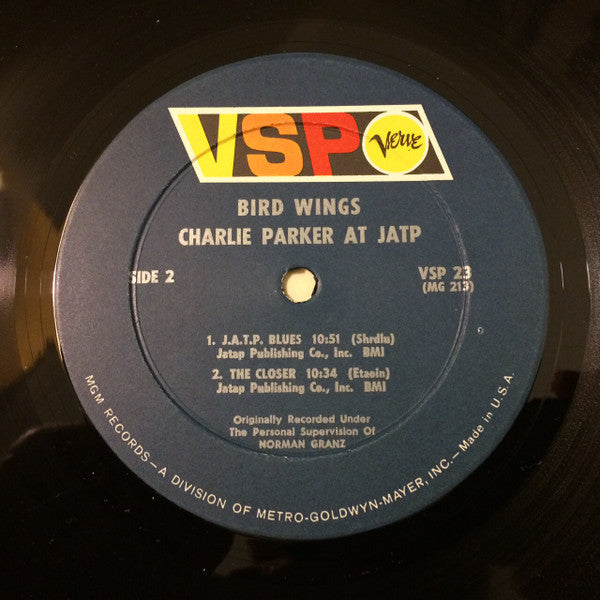 VSP Verve
BIRD WINGS
CHARLIE PARKER AT JATP
SIDE 2
VSP 23
(MG 213)
1. J.A.T.P. BLUES 10:51 (Shrdlu)
Jatap Publishing Co., Inc. BMI
2. THE CLOSER 10:34 (Etaoin)
Jatap Publishing Co., Inc. BMI
Originally Recorded Under
The Personal Supervision Of
NORMAN GRANZ
MGM RECORDS—A DIVISION OF METRO-GOLDWYN-MAYER, INC.—Made in U.S.A.